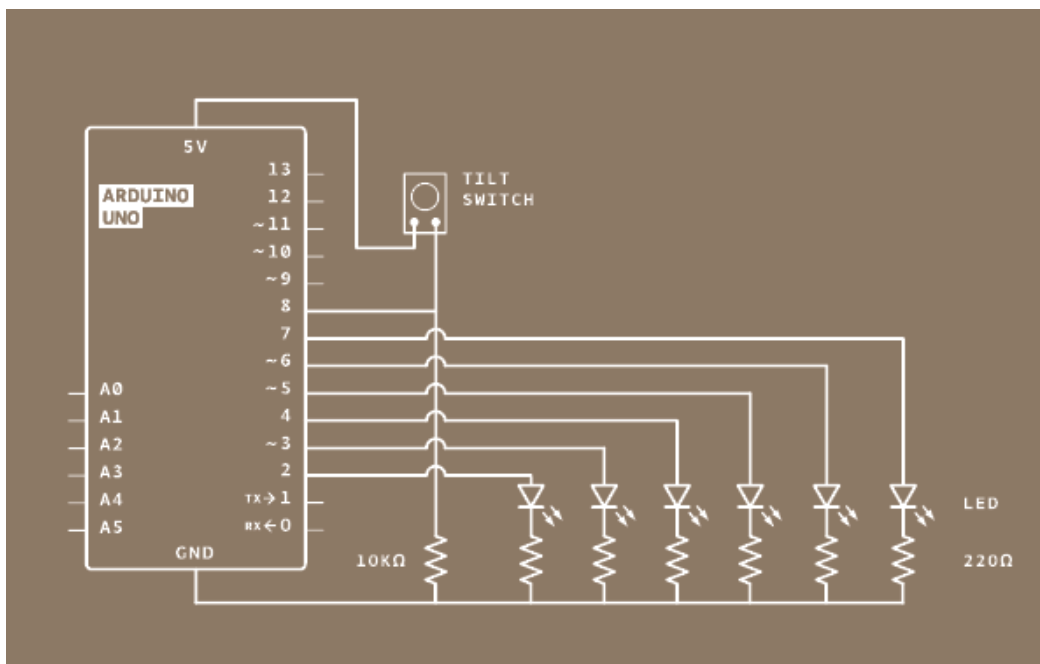 5V
ARDUINO
UNO
13
12
~11
~10
~9
8
7
~6
~5
4
~3
2
TX→1
RX←0
A0
A1
A2
A3
A4
A5
GND
TILT
SWITCH
10KΩ
LED
220Ω